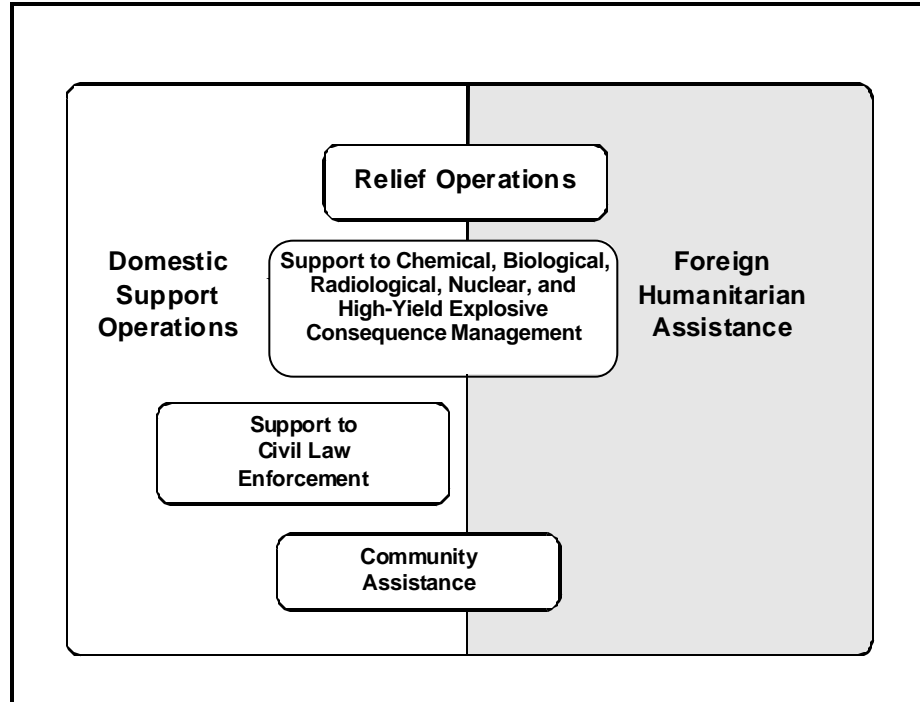 Relief Operations
Domestic
Support
Operations
Support to Chemical, Biological,
Radiological, Nuclear, and
High-Yield Explosive
Consequence Management
Foreign
Humanitarian
Assistance
Support to
Civil Law
Enforcement
Community
Assistance